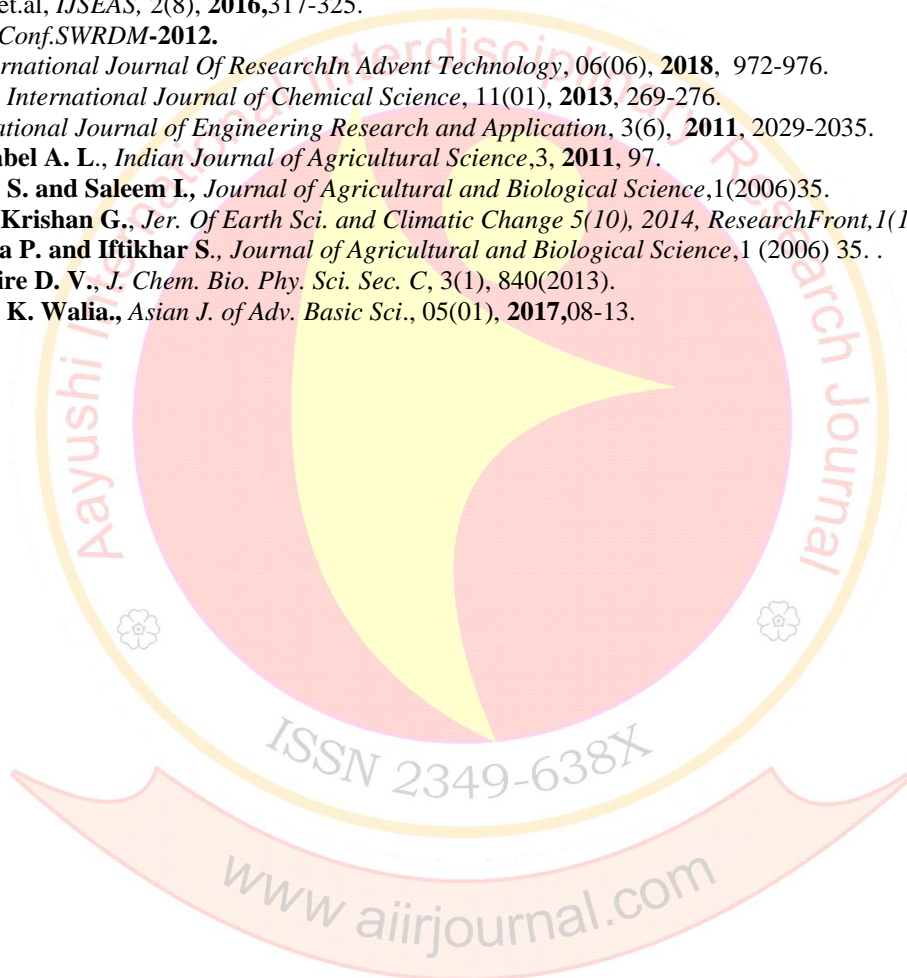 et.al, IJSEAS, 2(8), 2016,317-325.
Conf.SWRDM-2012.
rnational Journal Of ResearchIn Advent Technology, 06(06), 2018, 972-976.
International Journal of Chemical Science, 11(01), 2013, 269-276.
ational Journal of Engineering Research and Application, 3(6), 2011, 2029-2035.
abel A. L., Indian Journal of Agricultural Science,3, 2011, 97.
S. and Saleem I., Journal of Agricultural and Biological Science,1(2006)35.
Krishan G., Jer. Of Earth Sci. and Climatic Change 5(10), 2014, ResearchFront,1(1
a P. and Iftikhar S., Journal of Agricultural and Biological Science,1 (2006) 35. .
ire D. V., J. Chem. Bio. Phy. Sci. Sec. C, 3(1), 840(2013).
K. Walia., Asian J. of Adv. Basic Sci., 05(01), 2017,08-13.
Aayushi International Interdisciplinary Research Journal
ISSN 2349-638X
www aiirjournal.com